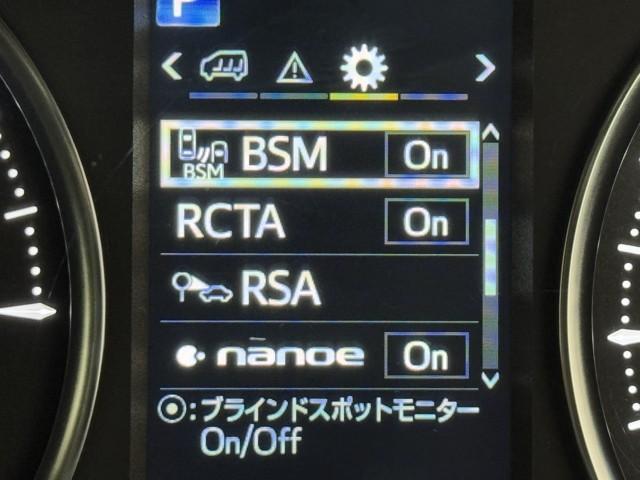 P
BSM BSM On
RCTA On
RSA
nanoe On
◉:ブラインドスポットモニター
On/Off